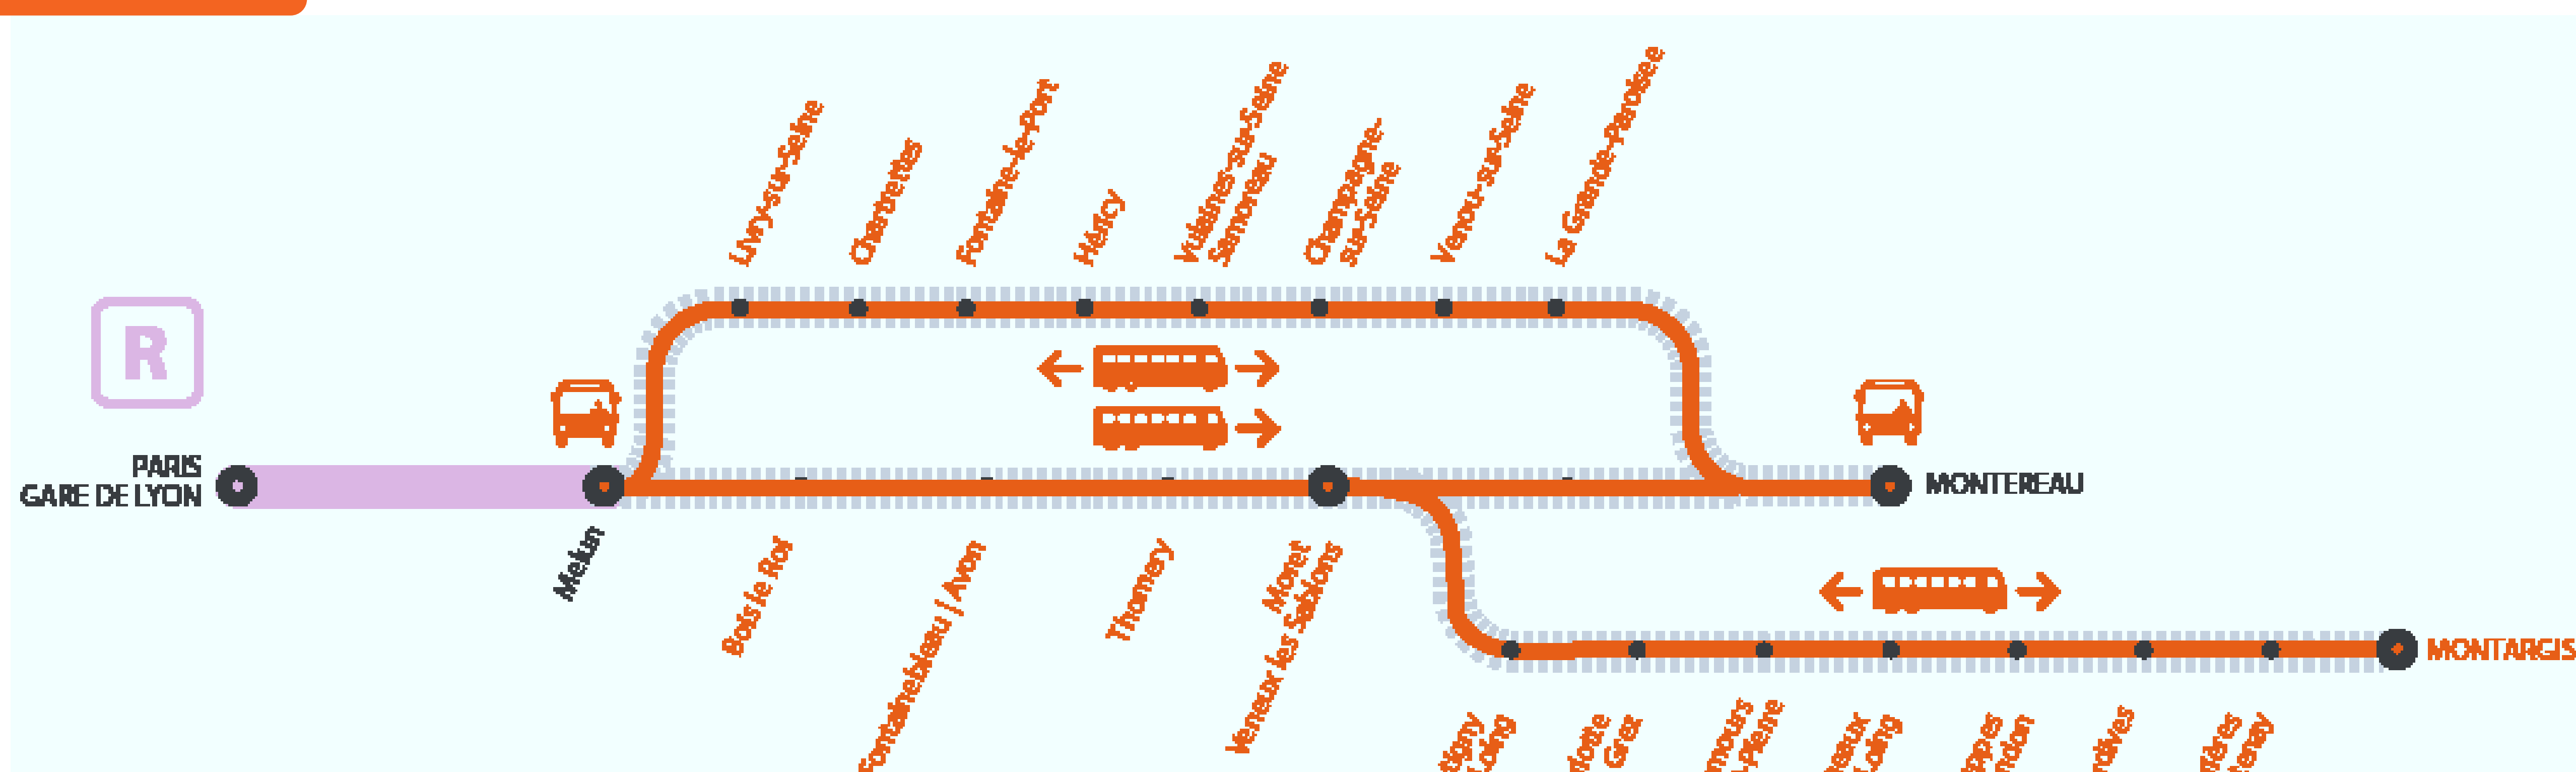 Livry-sur-Seine
Chartrettes
Fontaine-le-Port
Héricy
Vulaines-sur-Seine
Samoreau
Champagne-
sur-Seine
Vernou-sur-Seine
La Grande-Paroisse
R
PARIS
GARE DE LYON
Melun
Bois le Roi
Fontainebleau | Avon
Thomery
Moret
Veneux les Sablons
MONTEREAU
MONTARGIS
Grez